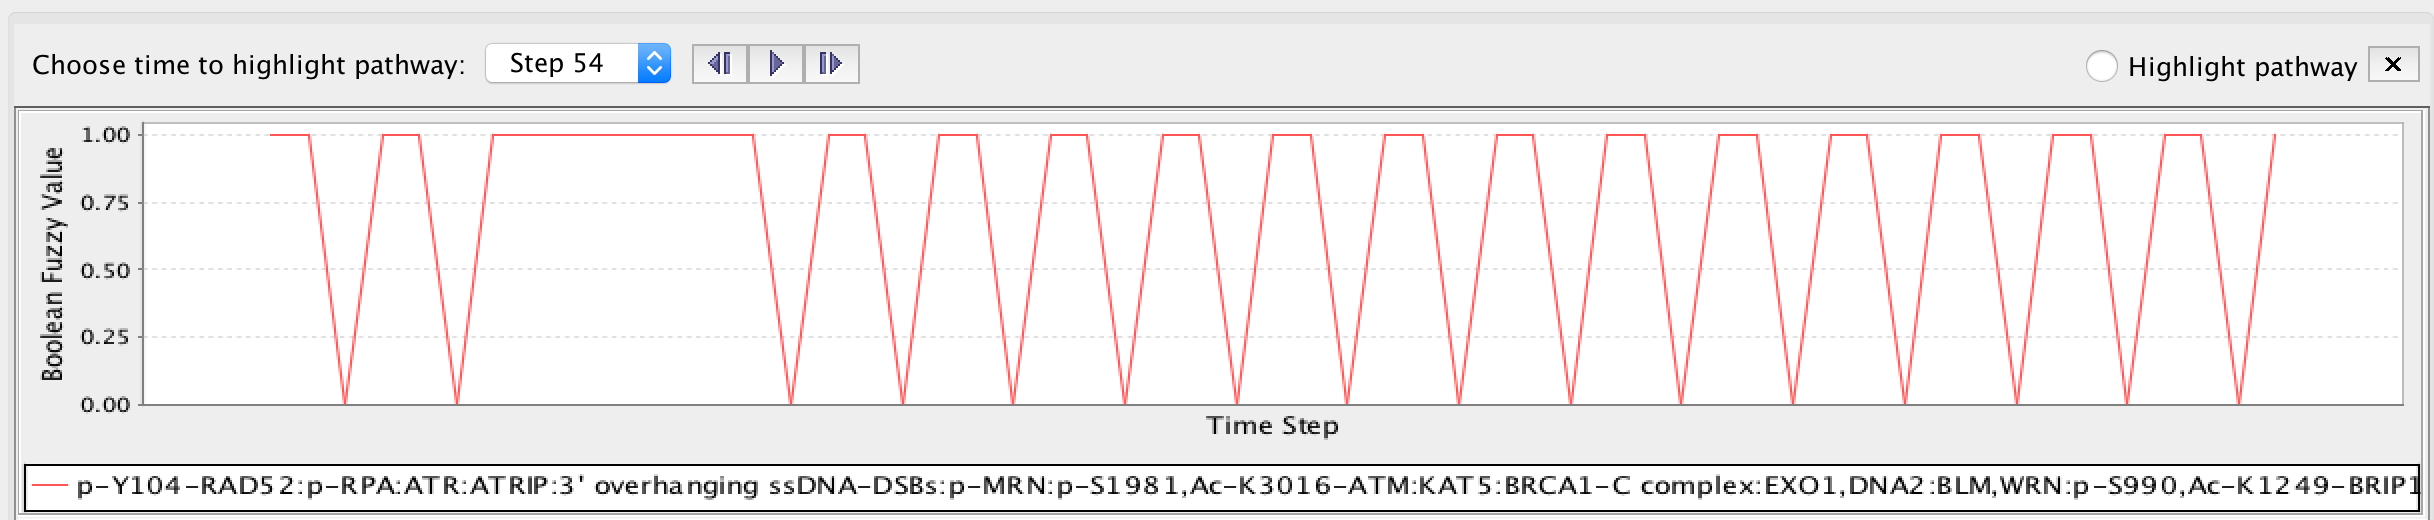 Choose time to highlight pathway: Step 54 Highlight pathway
1.00
0.75
0.50
0.25
0.00
Boolean Fuzzy Value
Time Step
p-Y104-RAD52:p-RPA:ATR:ATRIP:3' overhanging ssDNA-DSBs:p-MRN:p-S1981,Ac-K3016-ATM:KAT5:BRCA1-C complex:EXO1,DNA2:BLM,WRN:p-S990,Ac-K1249-BRIP1